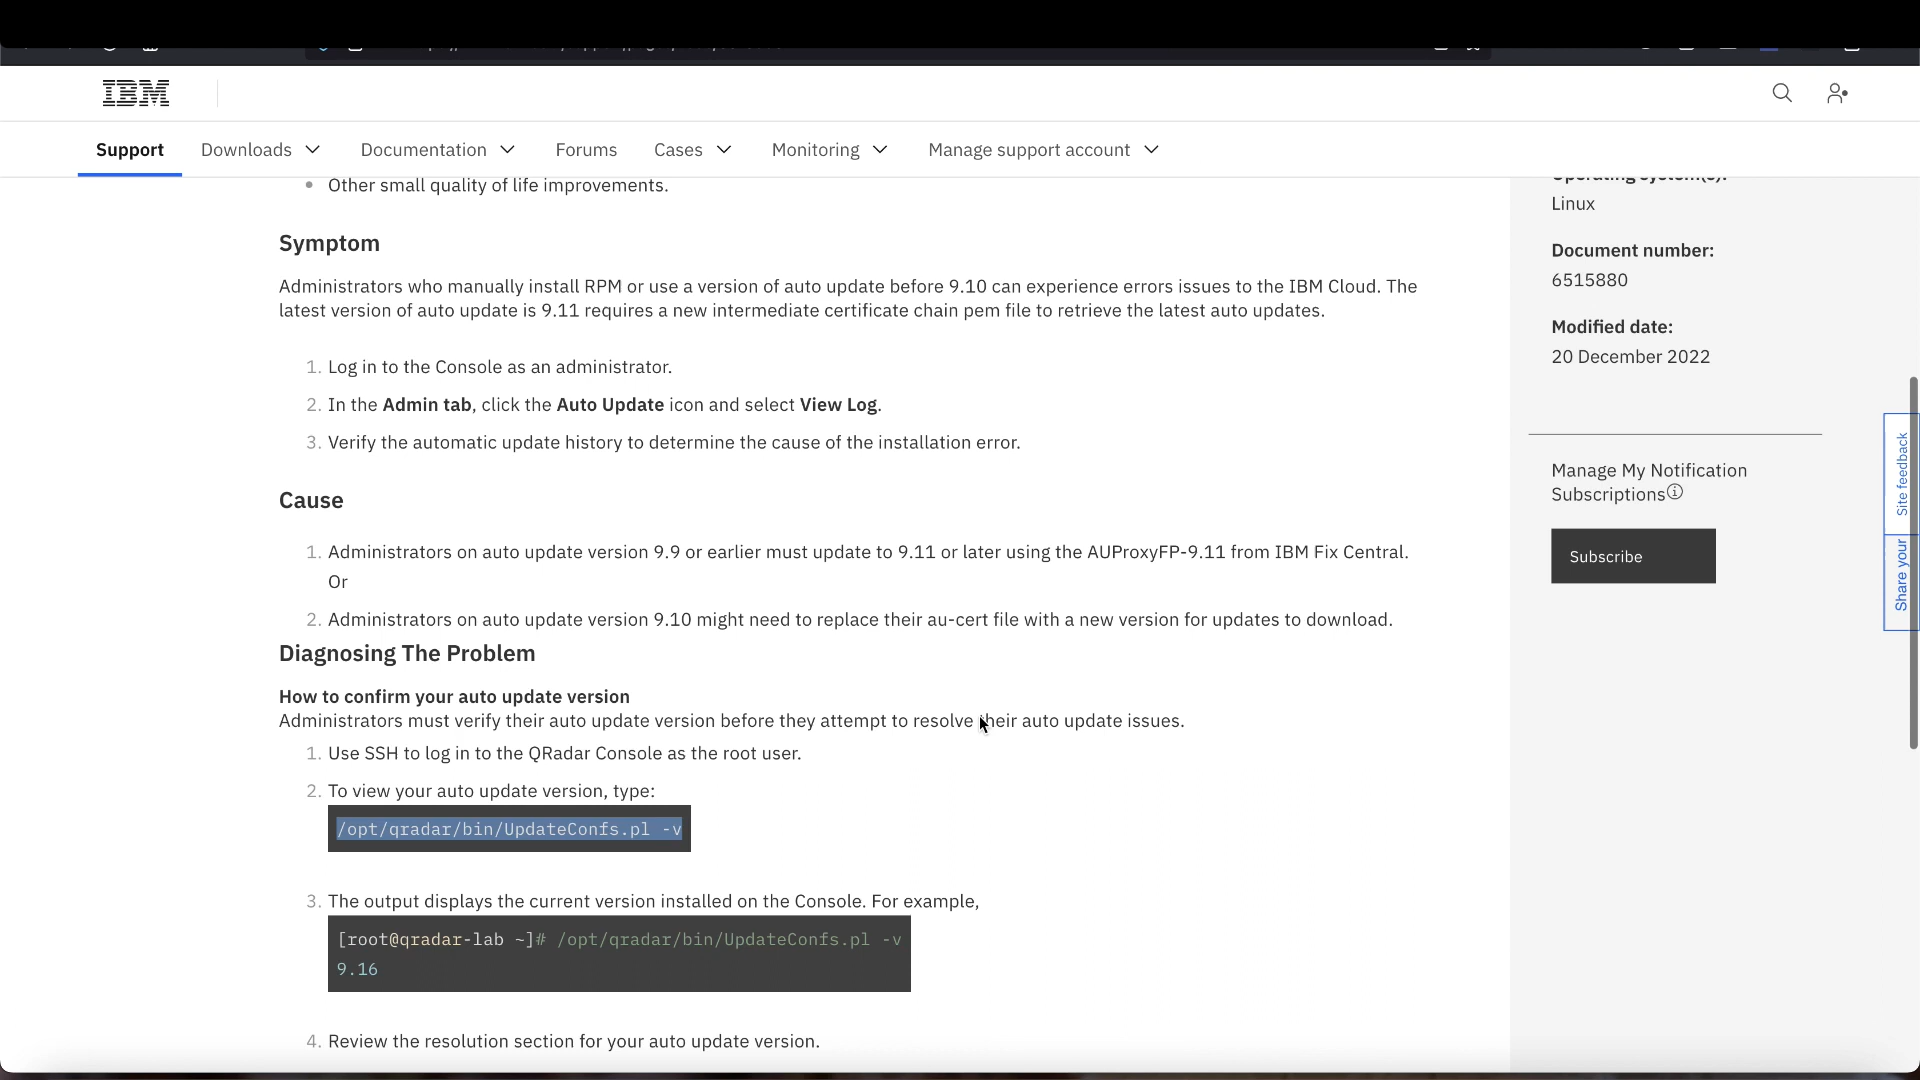 IBM
Support
Downloads
Documentation
Forums
Cases
Monitoring
Manage support account
Other small quality of life improvements.
Symptom
Administrators who manually install RPM or use a version of auto update before 9.10 can experience errors issues to the IBM Cloud. The
latest version of auto update is 9.11 requires a new intermediate certificate chain pem file to retrieve the latest auto updates.
1. Log in to the Console as an administrator.
2. In the Admin tab, click the Auto Update icon and select View Log.
3. Verify the automatic update history to determine the cause of the installation error.
Cause
1. Administrators on auto update version 9.9 or earlier must update to 9.11 or later using the AUProxyFP-9.11 from IBM Fix Central.
Or
2. Administrators on auto update version 9.10 might need to replace their au-cert file with a new version for updates to download.
Diagnosing The Problem
How to confirm your auto update version
Administrators must verify their auto update version before they attempt to resolve their auto update issues.
1. Use SSH to log in to the QRadar Console as the root user.
2. To view your auto update version, type:
/opt/qradar/bin/UpdateConfs.pl -v
3. The output displays the current version installed on the Console. For example,
[root@qradar-lab ~]# /opt/qradar/bin/UpdateConfs.pl -v
9.16
4. Review the resolution section for your auto update version.
Operating system(s):
Linux
Document number:
6515880
Modified date:
20 December 2022
Manage My Notification
Subscriptions
Subscribe
Site feedback
Share your